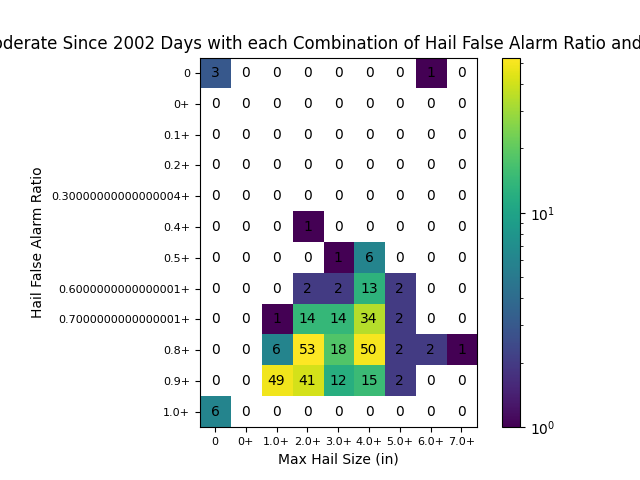 oderate Since 2002 Days with each Combination of Hail False Alarm Ratio and
Hail False Alarm Ratio
0 3 0 0 0 0 0 0 1 0
0+ 0 0 0 0 0 0 0 0 0
0.1+ 0 0 0 0 0 0 0 0 0
0.2+ 0 0 0 0 0 0 0 0 0
0.30000000000000004+ 0 0 0 0 0 0 0 0 0
0.4+ 0 0 0 1 0 0 0 0 0
0.5+ 0 0 0 0 1 6 0 0 0
0.6000000000000001+ 0 0 0 2 2 13 2 0 0
0.7000000000000001+ 0 0 1 14 14 34 2 0 0
0.8+ 0 0 6 53 18 50 2 2 1
0.9+ 0 0 49 41 12 15 2 0 0
1.0+ 6 0 0 0 0 0 0 0 0
0 0+ 1.0+ 2.0+ 3.0+ 4.0+ 5.0+ 6.0+ 7.0+
Max Hail Size (in)
10¹
10⁰